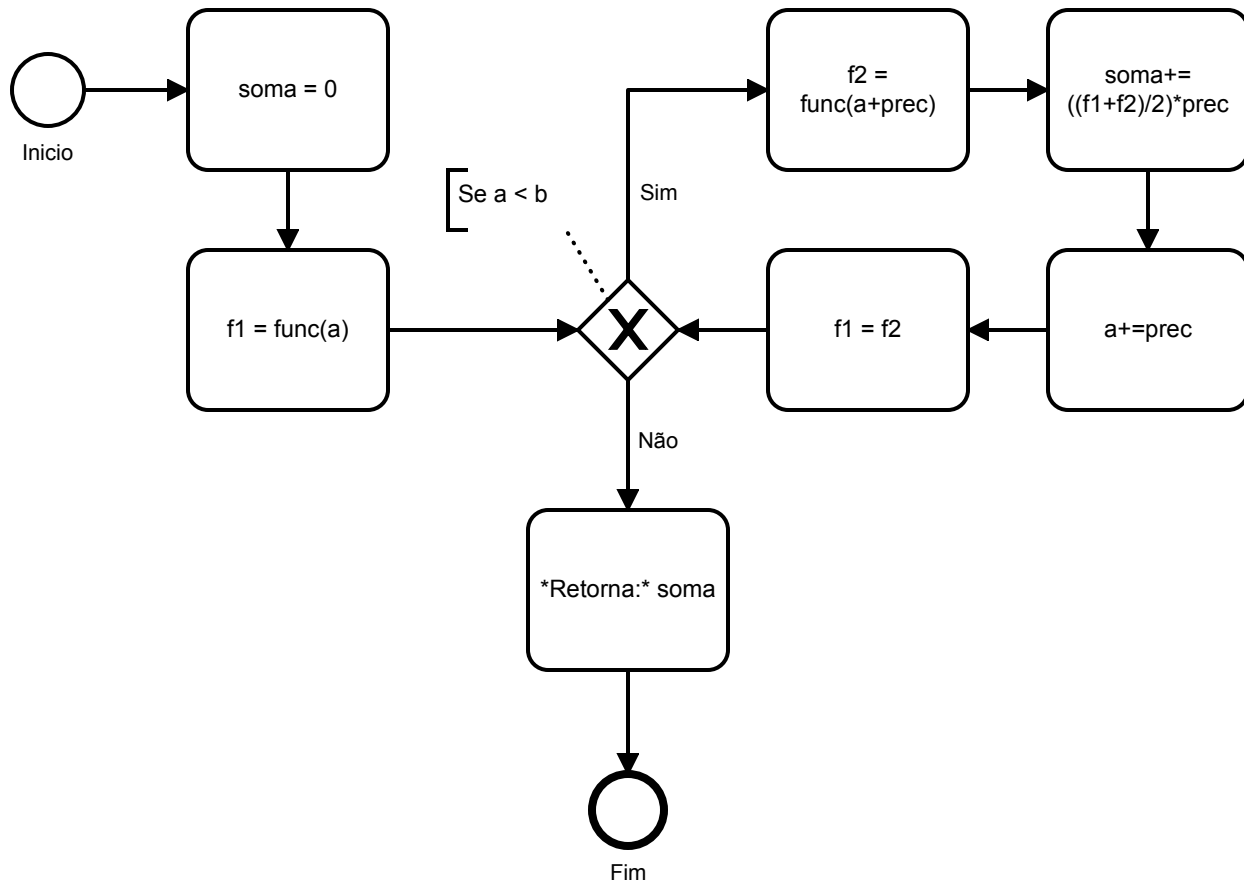 Inicio
soma = 0
f1 = func(a)
Se a < b
Sim
f2 =
func(a+prec)
soma+=
((f1+f2)/2)*prec
a+=prec
f1 = f2
X
Não
*Retorna:* soma
Fim